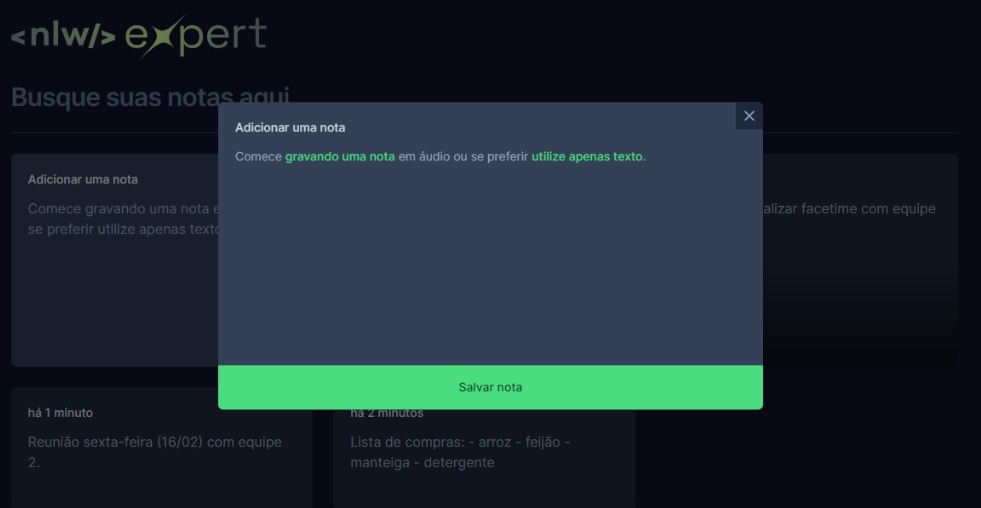 <nlw/> expert
Busque suas notas aqui
Adicionar uma nota
Comece gravando uma nota em áudio ou se preferir utilize apenas texto.
Salvar nota
Adicionar uma nota
Comece gravando uma nota e
se preferir utilize apenas texto
alizar facetime com equipe
há 1 minuto
Reunião sexta-feira (16/02) com equipe
2.
há 2 minutos
Lista de compras: - arroz - feijão -
manteiga - detergente